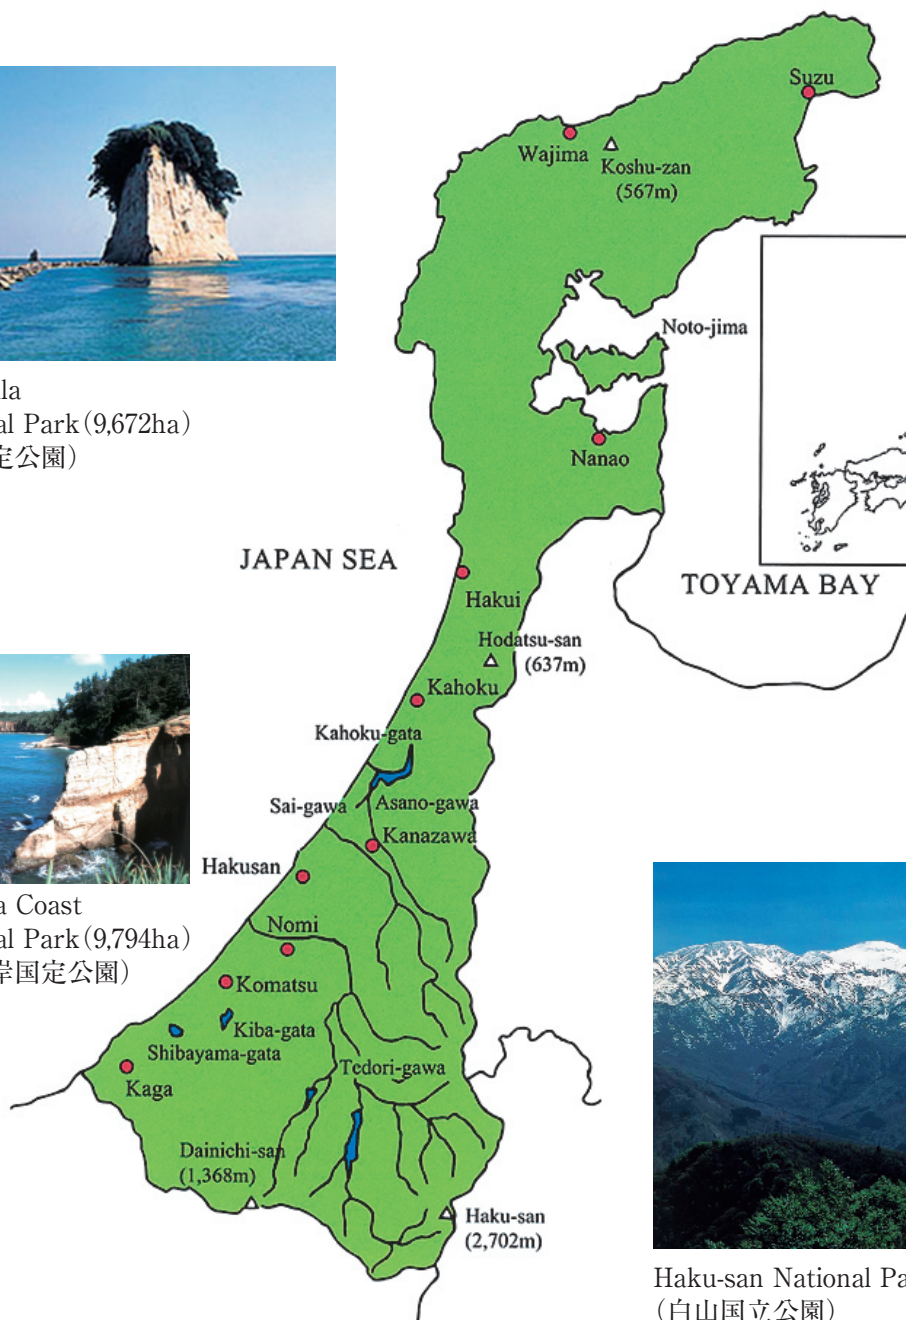 Suzu
Wajima
Koshu-zan
(567m)
Noto-jima
al Park(9,672ha)
定公園)
Nanao
JAPAN SEA
TOYAMA BAY
Hakui
Hodatsu-san
(637m)
Kahoku
Kahoku-gata
Sai-gawa
Asano-gawa
Kanazawa
Hakusan
a Coast
al Park(9,794ha)
岸国定公園)
Nomi
Komatsu
Kiba-gata
Shibayama-gata
Tedori-gawa
Kaga
Dainichi-san
(1,368m)
Haku-san
(2,702m)
Haku-san National Pa
(白山国立公園)